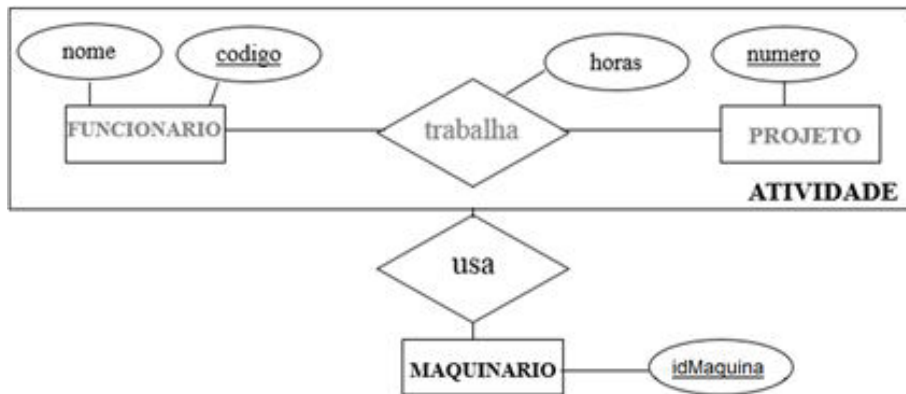 nome
codigo
horas
numero
FUNCIONARIO
trabalha
PROJETO
ATIVIDADE
usa
MAQUINARIO
idMaquina